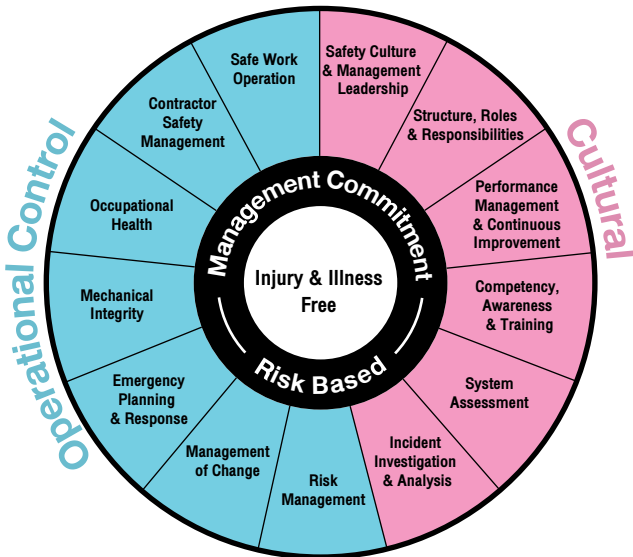 Operational Control
Cultural
Safety Culture
& Management
Leadership
Structure, Roles
& Responsibilities
Performance
Management
& Continuous
Improvement
Competency,
Awareness
& Training
System
Assessment
Incident
Investigation
& Analysis
Risk
Management
Management
of Change
Emergency
Planning
& Response
Mechanical
Integrity
Occupational
Health
Contractor
Safety
Management
Safe Work
Operation
Management Commitment
Risk Based
Injury & Illness
Free